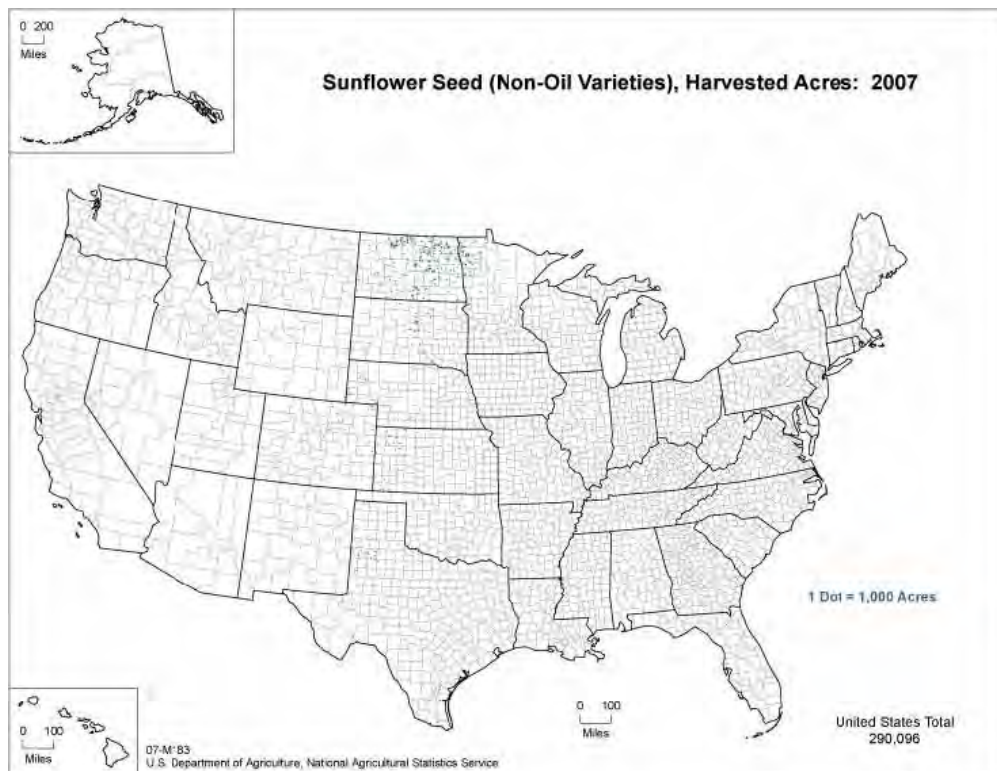 0 200
Miles
Sunflower Seed (Non-Oil Varieties), Harvested Acres: 2007
1 Dot = 1,000 Acres
0 100
Miles
0 100
Miles
United States Total
290,096
07-M183
U.S. Department of Agriculture, National Agricultural Statistics Service